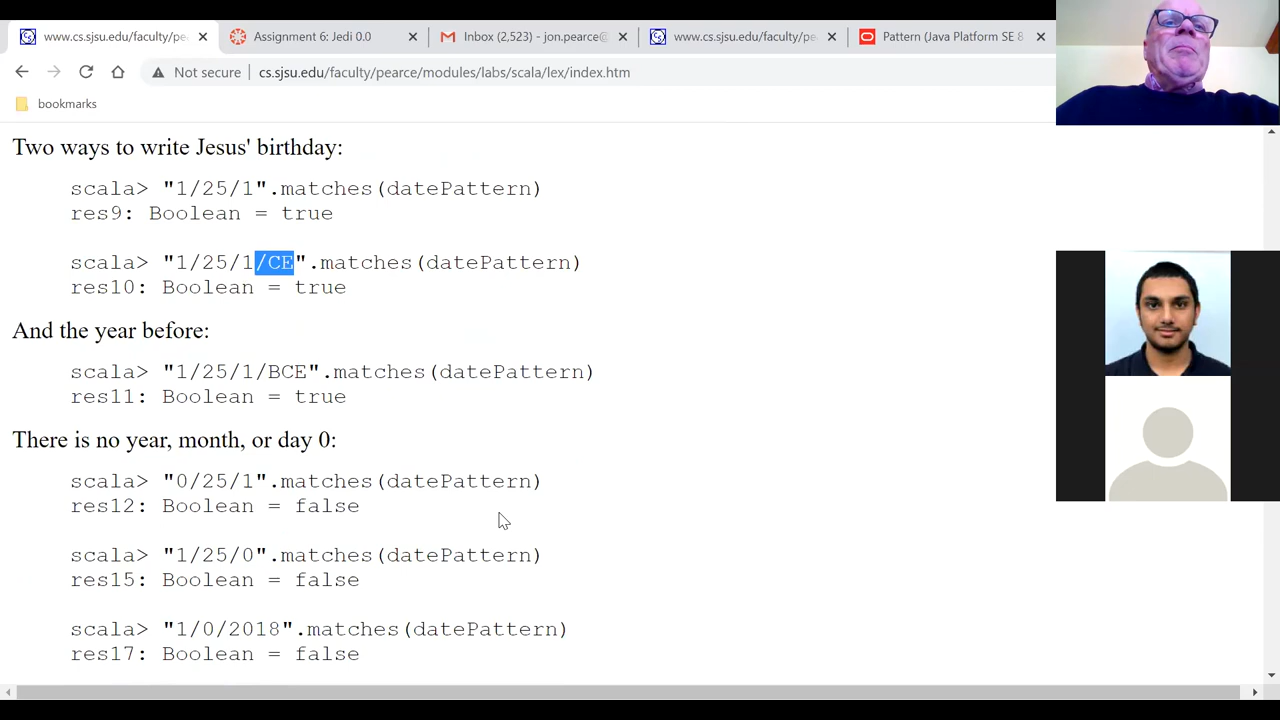 www.cs.sjsu.edu/faculty/pe
Assignment 6: Jedi 0.0
Inbox (2,523) - jon.pearce@
www.cs.sjsu.edu/faculty/pe
Pattern (Java Platform SE 8
Not secure
cs.sjsu.edu/faculty/pearce/modules/labs/scala/lex/index.htm
bookmarks
Two ways to write Jesus' birthday:
scala> "1/25/1".matches(datePattern)
res9: Boolean = true
scala> "1/25/1/CE".matches(datePattern)
res10: Boolean = true
And the year before:
scala> "1/25/1/BCE".matches(datePattern)
res11: Boolean = true
There is no year, month, or day 0:
scala> "0/25/1".matches(datePattern)
res12: Boolean = false
scala> "1/25/0".matches(datePattern)
res15: Boolean = false
scala> "1/0/2018".matches(datePattern)
res17: Boolean = false